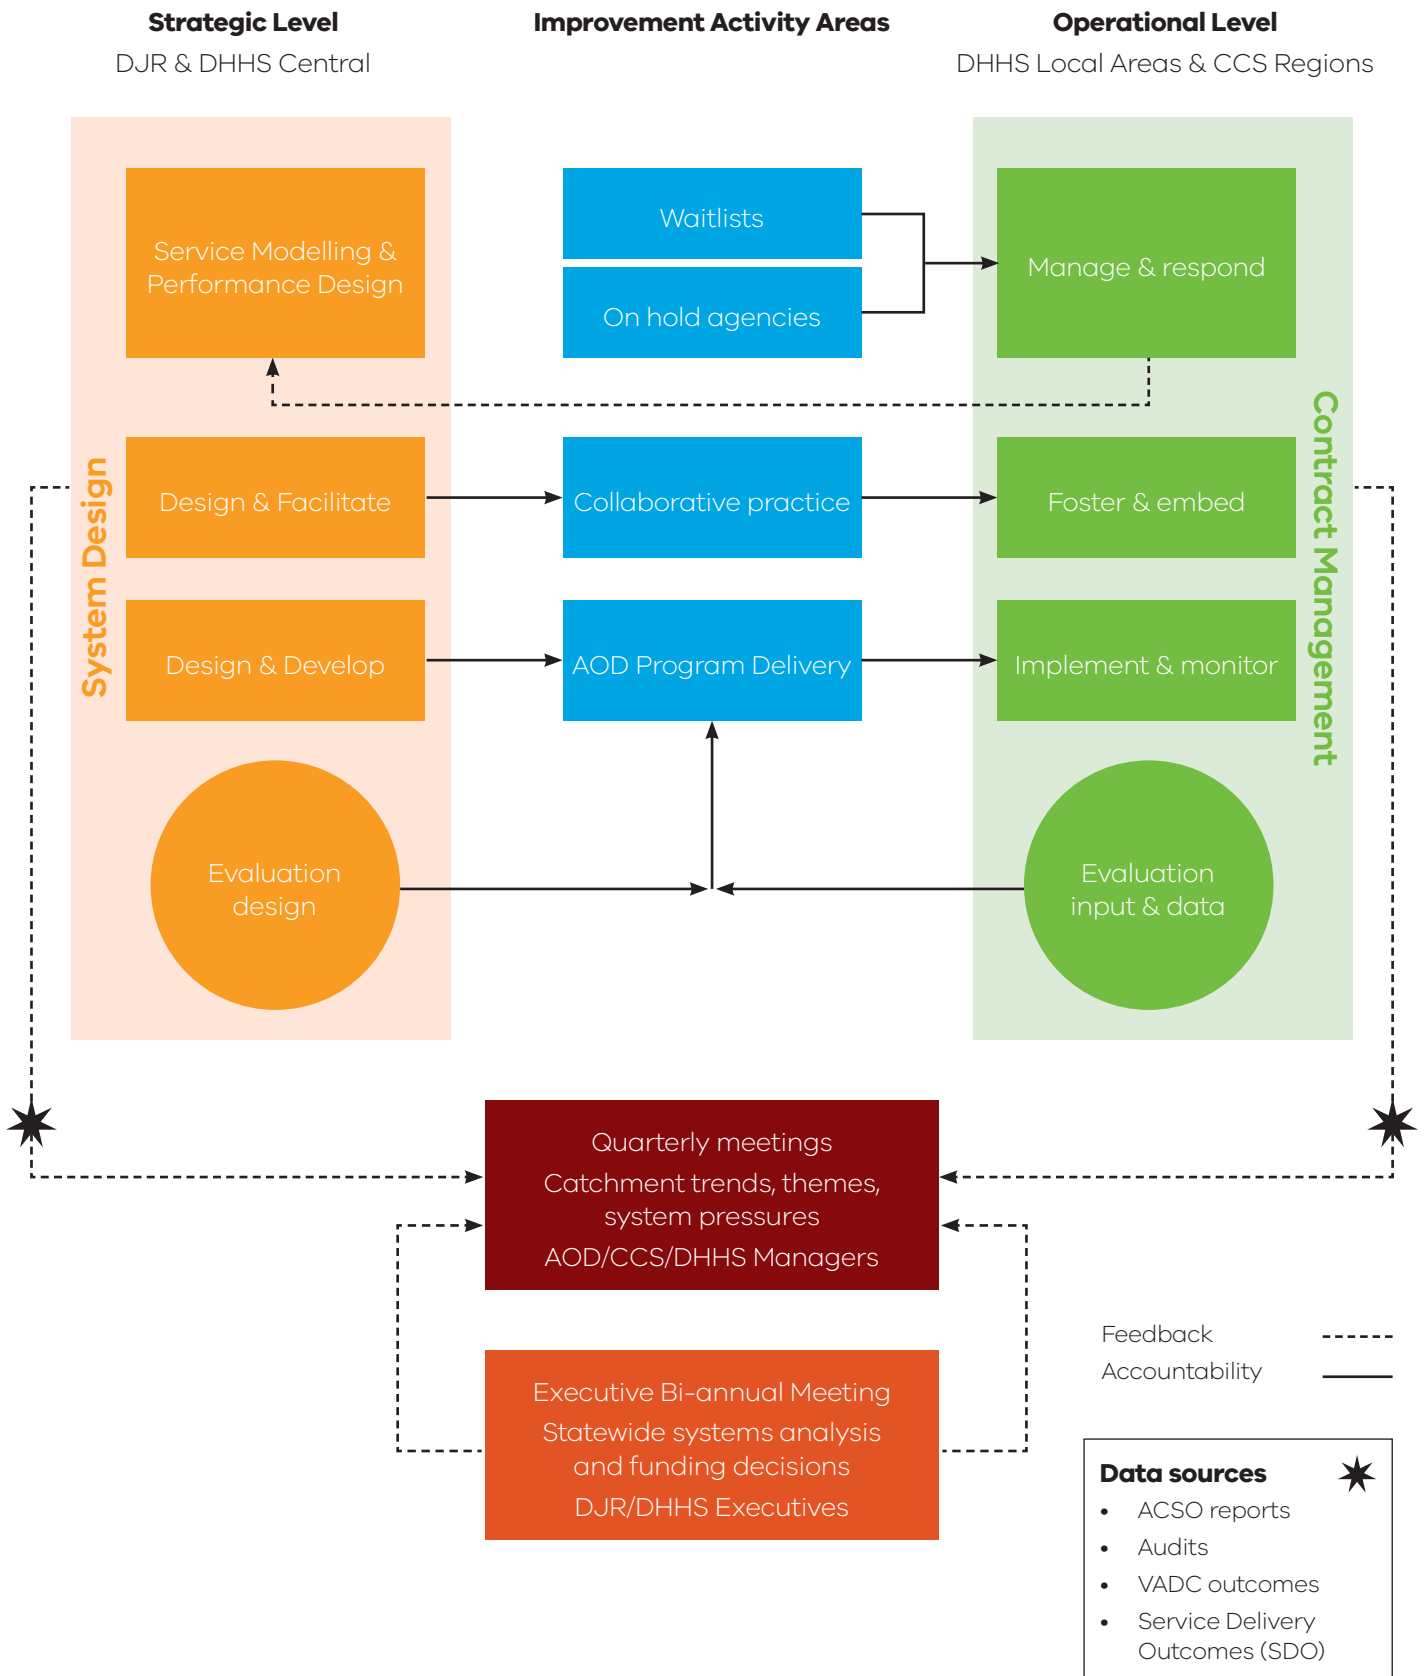 Strategic Level
DJR & DHHS Central
Improvement Activity Areas
Operational Level
DHHS Local Areas & CCS Regions
System Design
Service Modelling &
Performance Design
Waitlists
On hold agencies
Manage & respond
Design & Facilitate
Collaborative practice
Foster & embed
Design & Develop
AOD Program Delivery
Implement & monitor
Evaluation
design
Evaluation
input & data
Contract Management
Quarterly meetings
Catchment trends, themes,
system pressures
AOD/CCS/DHHS Managers
Executive Bi-annual Meeting
Statewide systems analysis
and funding decisions
DJR/DHHS Executives
Feedback
Accountability
Data sources
• ACSO reports
• Audits
• VADC outcomes
• Service Delivery
Outcomes (SDO)